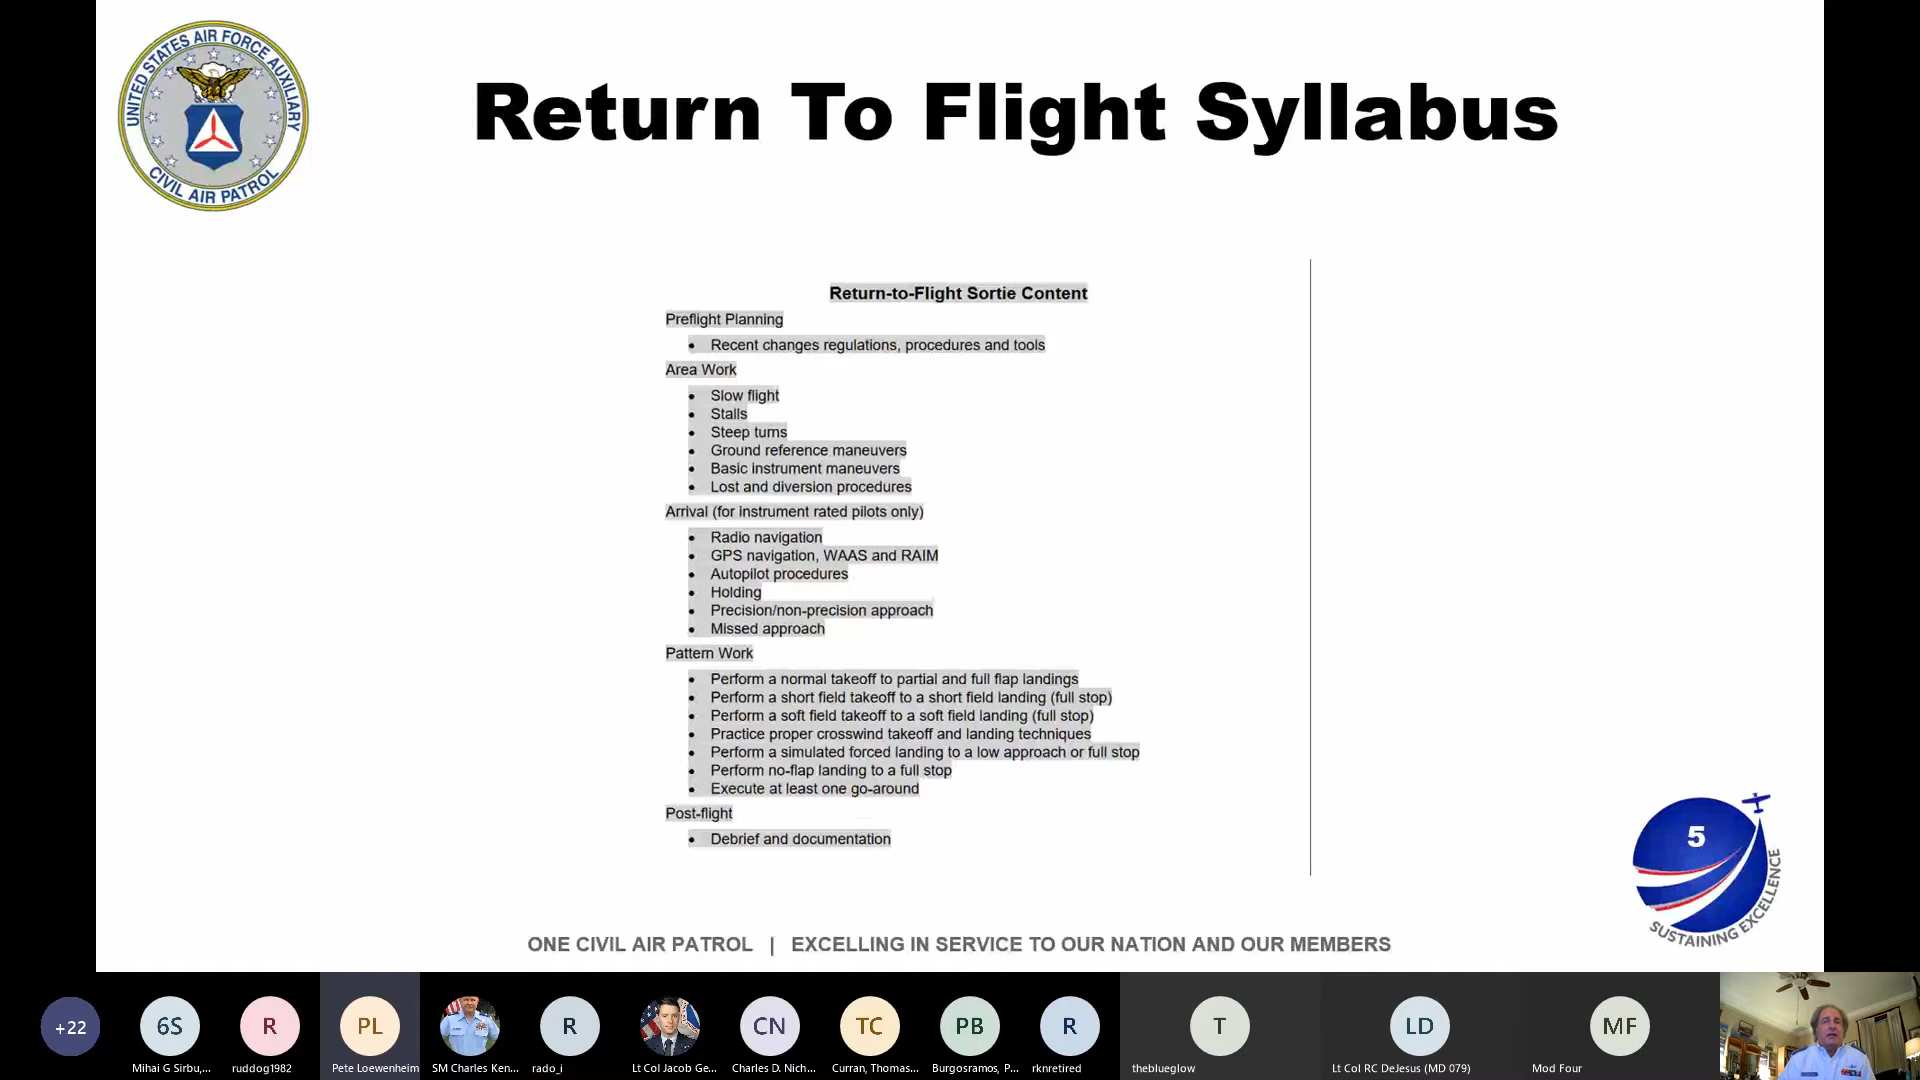 UNITED STATES AIR FORCE AUXILIARY
CIVIL AIR PATROL
Return To Flight Syllabus
Return-to-Flight Sortie Content
Preflight Planning
• Recent changes regulations, procedures and tools
Area Work
• Slow flight
• Stalls
• Steep turns
• Ground reference maneuvers
• Basic instrument maneuvers
• Lost and diversion procedures
Arrival (for instrument rated pilots only)
• Radio navigation
• GPS navigation, WAAS and RAIM
• Autopilot procedures
• Holding
• Precision/non-precision approach
• Missed approach
Pattern Work
• Perform a normal takeoff to partial and full flap landings
• Perform a short field takeoff to a short field landing (full stop)
• Perform a soft field takeoff to a soft field landing (full stop)
• Practice proper crosswind takeoff and landing techniques
• Perform a simulated forced landing to a low approach or full stop
• Perform no-flap landing to a full stop
• Execute at least one go-around
Post-flight
• Debrief and documentation
5
SUSTAINING EXCELLENCE
ONE CIVIL AIR PATROL | EXCELLING IN SERVICE TO OUR NATION AND OUR MEMBERS
+22 6S R PL R CN TC PB R T LD MF
Mihai G Sirbu,... ruddog1982 Pete Loewenheim SM Charles Ken... rado_i Lt Col Jacob Ge... Charles D. Nich... Curran, Thomas... Burgosramos, P... rknretired theblueglow Lt Col RC DeJesus (MD 079) Mod Four